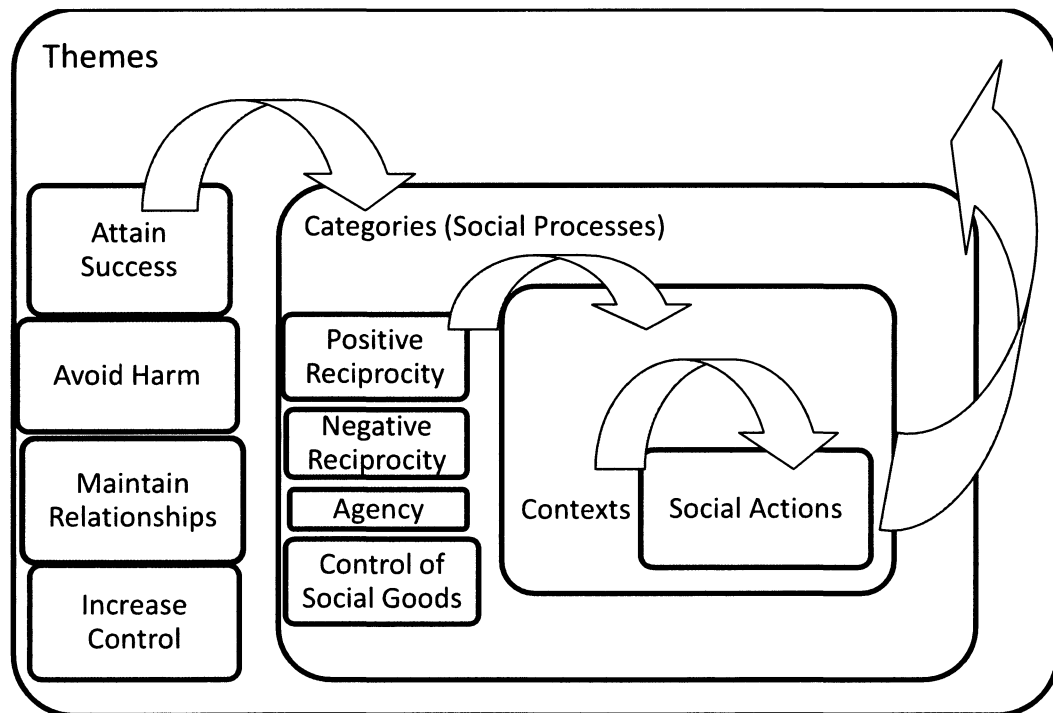 Themes
Attain
Success
Avoid Harm
Maintain
Relationships
Increase
Control
Categories (Social Processes)
Positive
Reciprocity
Negative
Reciprocity
Agency
Control of
Social Goods
Contexts
Social Actions